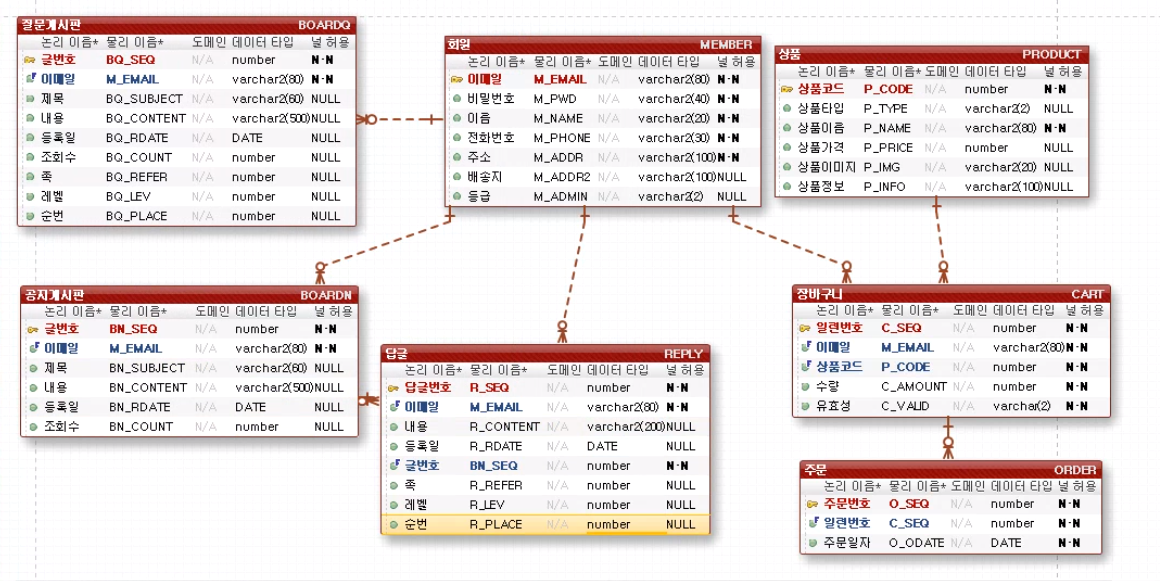 질문게시판 BOARDQ
논리 이름* 물리 이름* 도메인 데이터 타입 널 허용
글번호 BQ_SEQ N/A number N-N
이메일 M_EMAIL N/A varchar2(80) N-N
제목 BQ_SUBJECT N/A varchar2(60) NULL
내용 BQ_CONTENT N/A varchar2(500) NULL
등록일 BQ_RDATE N/A DATE NULL
조회수 BQ_COUNT N/A number NULL
족 BQ_REFER N/A number NULL
레벨 BQ_LEV N/A number NULL
순번 BQ_PLACE N/A number NULL
회원 MEMBER
논리 이름* 물리 이름* 도메인 데이터 타입 널 허용
이메일 M_EMAIL N/A varchar2(80) N-N
비밀번호 M_PWD N/A varchar2(40) N-N
이름 M_NAME N/A varchar2(20) N-N
전화번호 M_PHONE N/A varchar2(30) N-N
주소 M_ADDR N/A varchar2(100) N-N
배송지 M_ADDR2 N/A varchar2(100) NULL
등급 M_ADMIN N/A varchar2(2) NULL
상품 PRODUCT
논리 이름* 물리 이름* 도메인 데이터 타입 널 허용
상품코드 P_CODE N/A number N-N
상품타입 P_TYPE N/A varchar2(2) NULL
상품이름 P_NAME N/A varchar2(80) N-N
상품가격 P_PRICE N/A number NULL
상품이미지 P_IMG N/A varchar2(20) NULL
상품정보 P_INFO N/A varchar2(100) NULL
공지게시판 BOARDN
논리 이름* 물리 이름* 도메인 데이터 타입 널 허용
글번호 BN_SEQ N/A number N-N
이메일 M_EMAIL N/A varchar2(80) N-N
제목 BN_SUBJECT N/A varchar2(60) NULL
내용 BN_CONTENT N/A varchar2(500) NULL
등록일 BN_RDATE N/A DATE NULL
조회수 BN_COUNT N/A number NULL
답글 REPLY
논리 이름* 물리 이름* 도메인 데이터 타입 널 허용
답글번호 R_SEQ N/A number N-N
이메일 M_EMAIL N/A varchar2(80) N-N
내용 R_CONTENT N/A varchar2(200) NULL
등록일 R_RDATE N/A DATE NULL
글번호 BN_SEQ N/A number N-N
족 R_REFER N/A number NULL
레벨 R_LEV N/A number NULL
순번 R_PLACE N/A number NULL
장바구니 CART
논리 이름* 물리 이름* 도메인 데이터 타입 널 허용
일련번호 C_SEQ N/A number N-N
이메일 M_EMAIL N/A varchar2(80) N-N
상품코드 P_CODE N/A number N-N
수량 C_AMOUNT N/A number N-N
유효성 C_VALID N/A varchar(2) N-N
주문 ORDER
논리 이름* 물리 이름* 도메인 데이터 타입 널 허용
주문번호 O_SEQ N/A number N-N
일련번호 C_SEQ N/A number N-N
주문일자 O_ODATE N/A DATE N-N